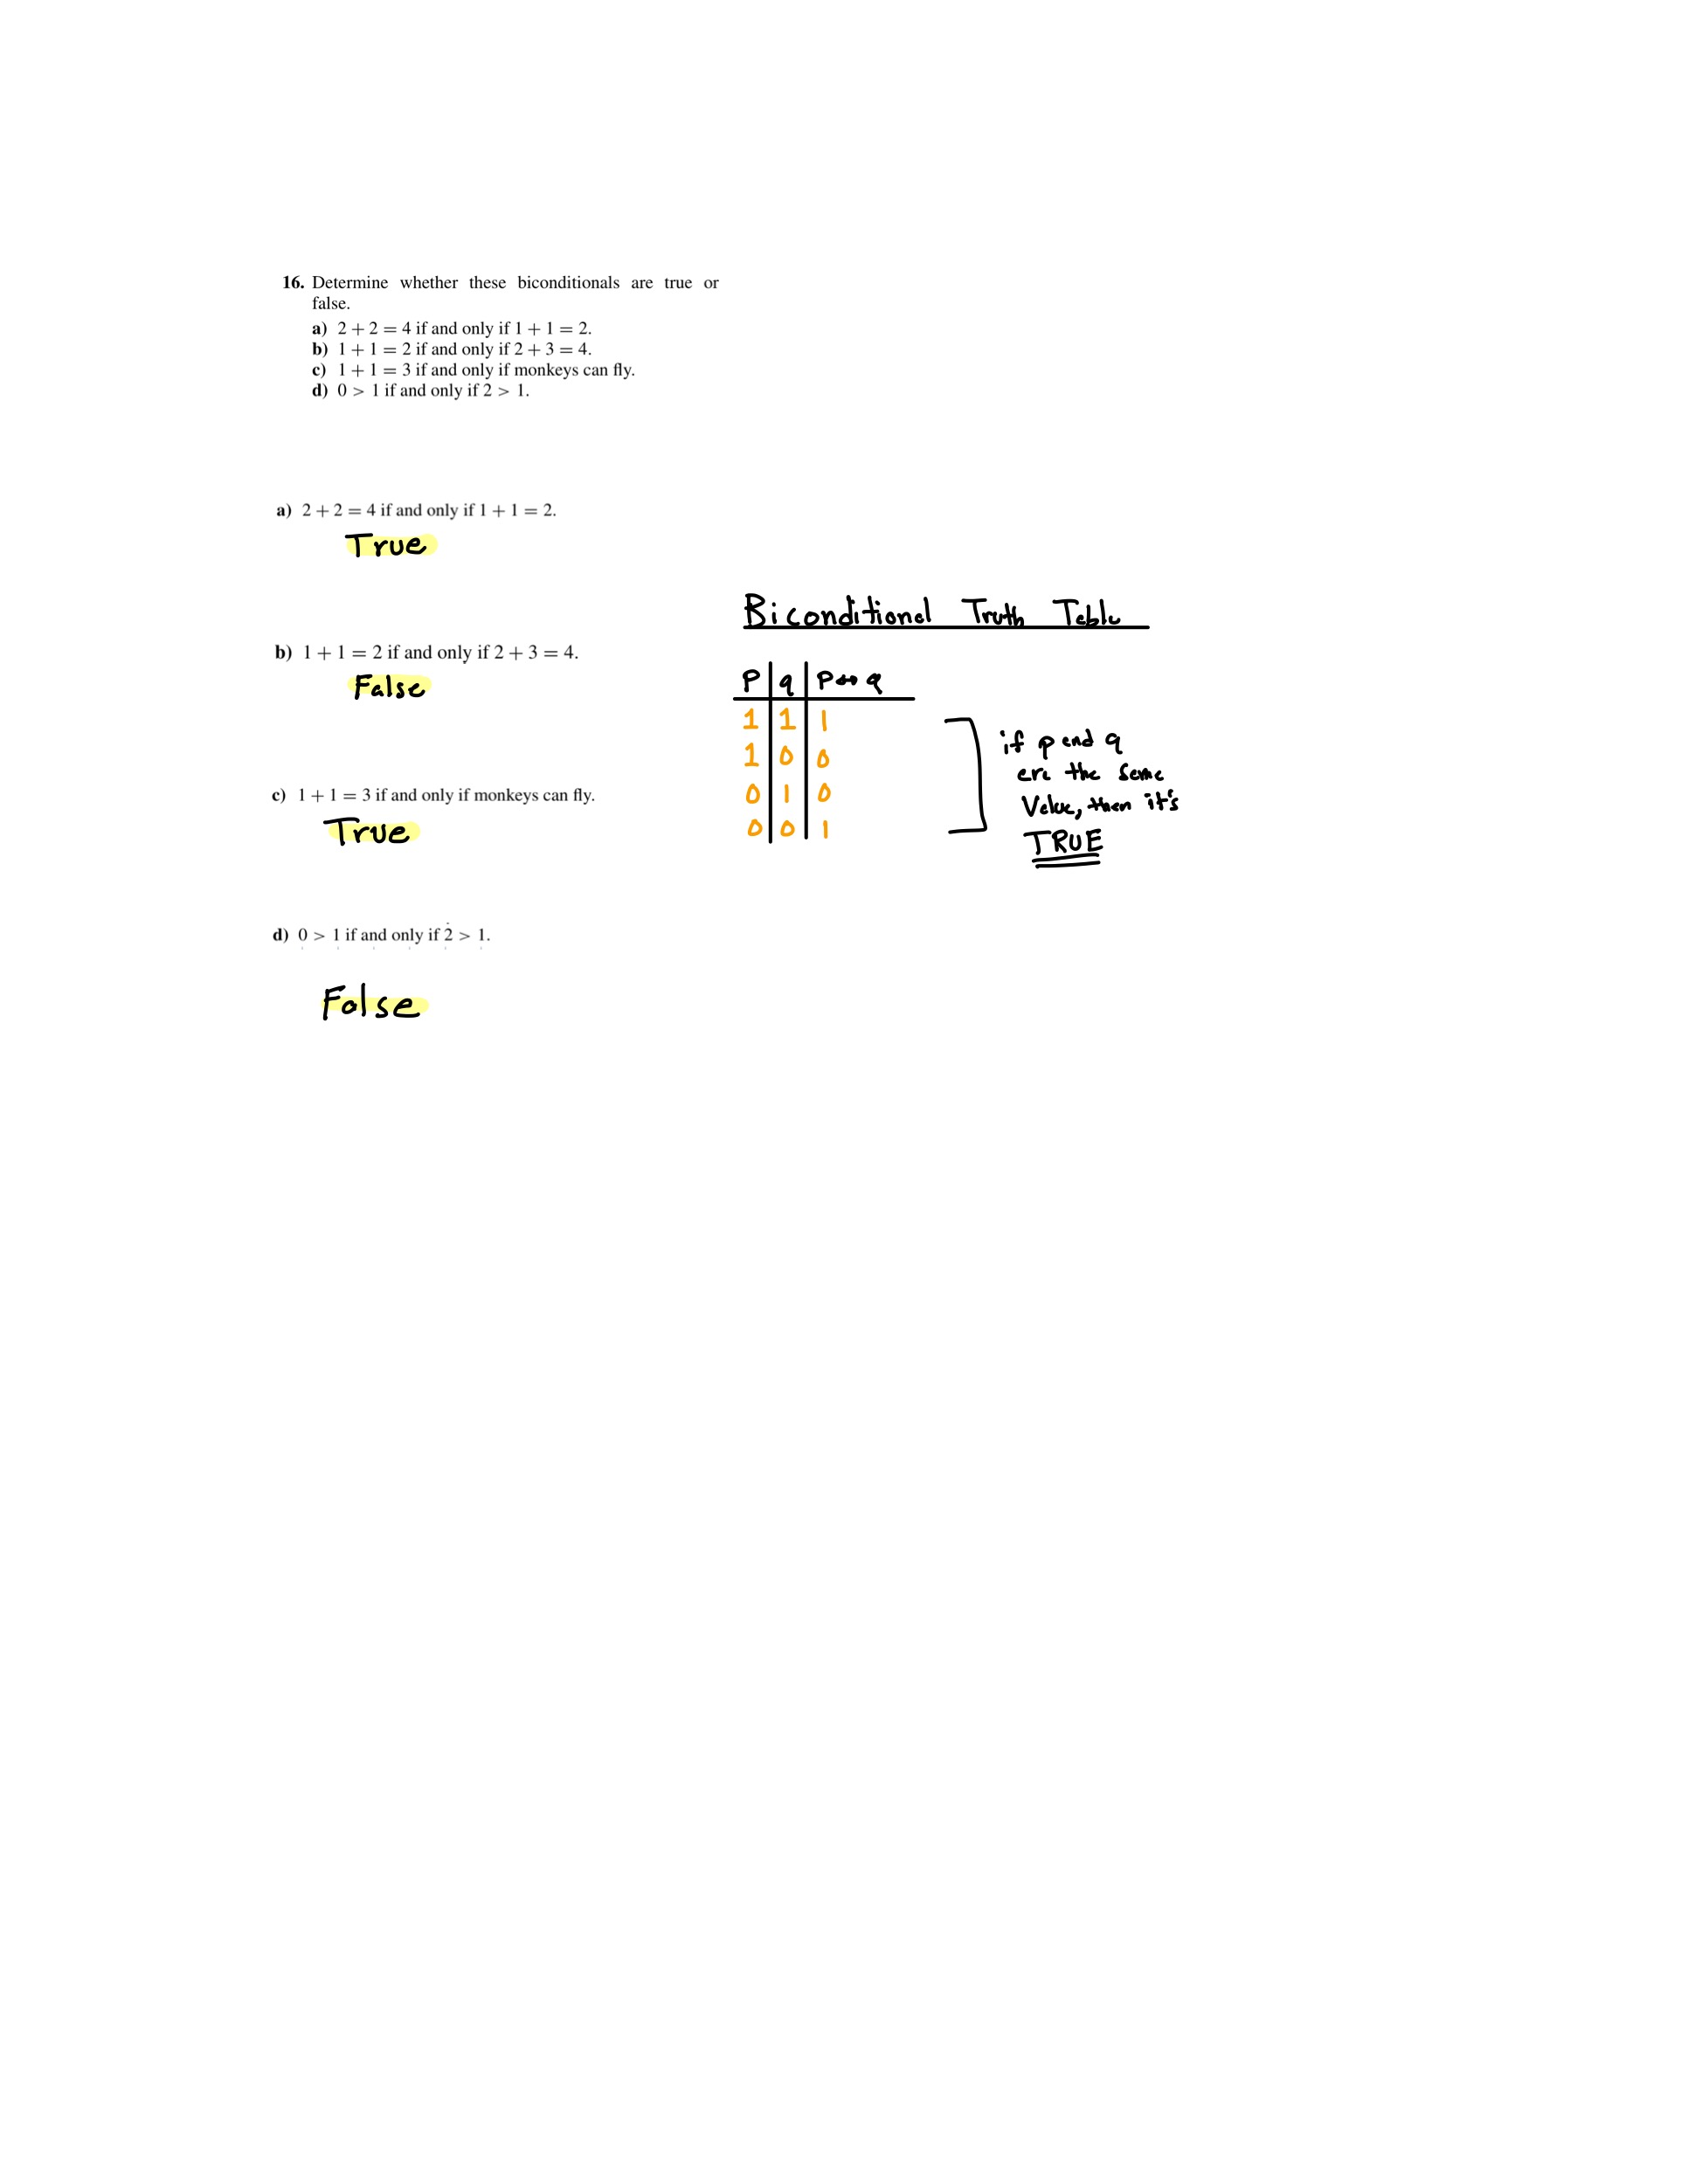 16. Determine whether these biconditionals are true or
false.
a) 2 + 2 = 4 if and only if 1 + 1 = 2.
b) 1 + 1 = 2 if and only if 2 + 3 = 4.
c) 1 + 1 = 3 if and only if monkeys can fly.
d) 0 > 1 if and only if 2 > 1.
a) 2 + 2 = 4 if and only if 1 + 1 = 2.
True
b) 1 + 1 = 2 if and only if 2 + 3 = 4.
False
c) 1 + 1 = 3 if and only if monkeys can fly.
True
d) 0 > 1 if and only if 2 > 1.
False
Biconditional Truth Table
P q P↔q
1 1 1
1 0 0
0 1 0
0 0 1
if p and q
are the same
Value, then it's
TRUE